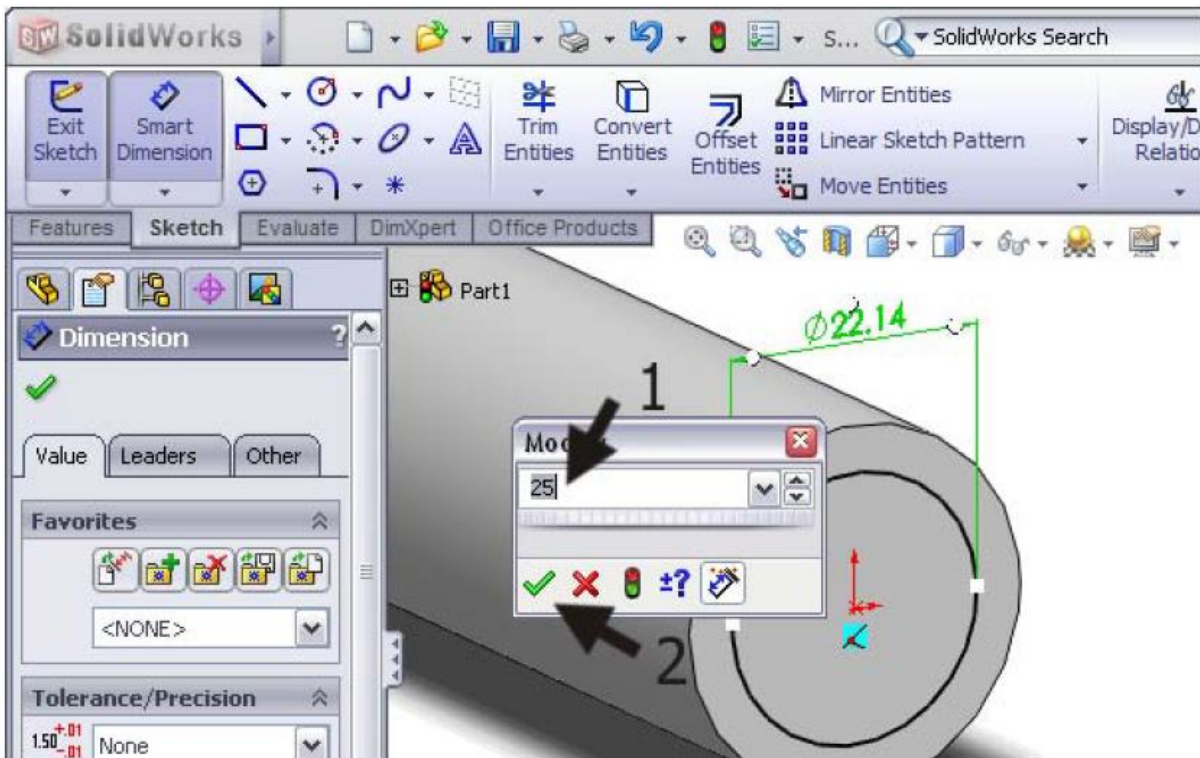 SolidWorks
S...
SolidWorks Search
Exit Sketch
Smart Dimension
Trim Entities
Convert Entities
Offset Entities
Mirror Entities
Linear Sketch Pattern
Move Entities
Display/D
Relatio
Features
Sketch
Evaluate
DimXpert
Office Products
Part1
Dimension
?
Ø22.14
1
Value
Leaders
Other
25
Favorites
±?
<NONE>
2
Tolerance/Precision
1.50 +.01 -.01
None